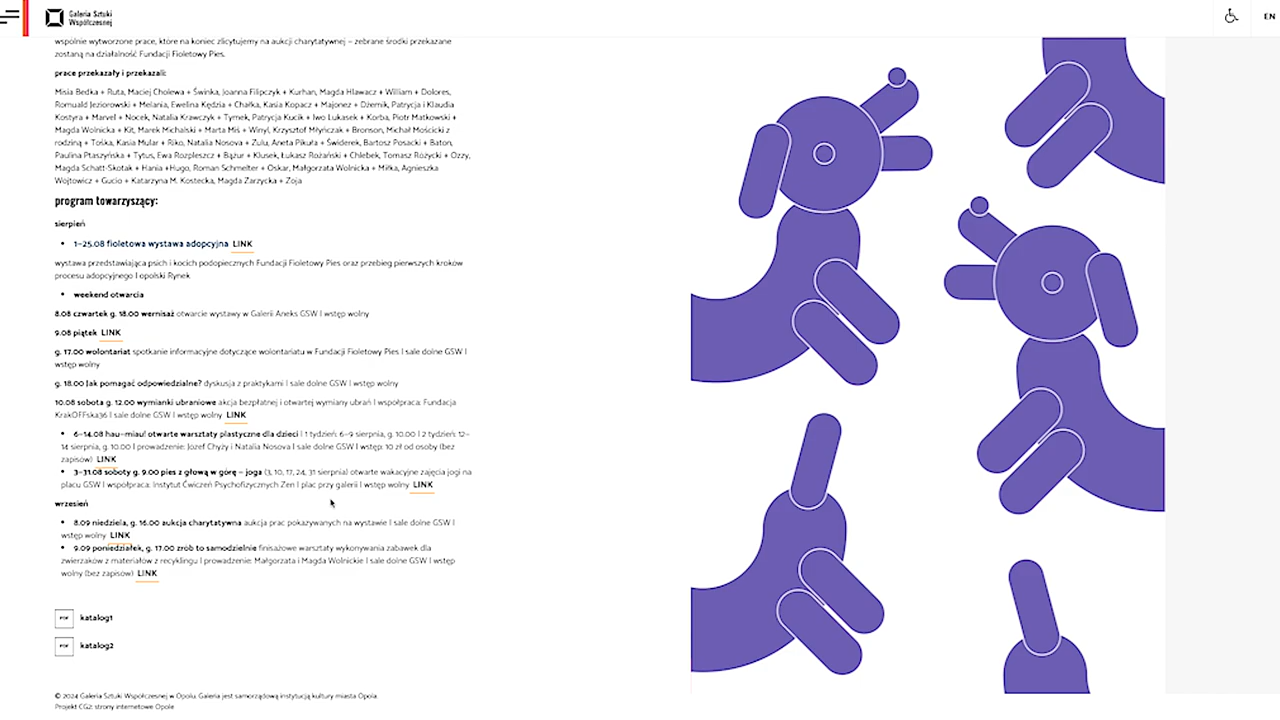 Galeria Sztuki
Współczesnej
EN
wspólnie wytworzone prace, które na koniec zlicytujemy na aukcji charytatywnej – zebrane środki przekazane
zostaną na działalność Fundacji Fioletowy Pies.
prace przekazały i przekazali:
Misia Bedka + Ruta, Maciej Cholewa + Świnka, Joanna Filipczyk + Kurhan, Magda Hlawacz + William + Dolores,
Romuald Jeziorowski + Melania, Ewelina Kędzia + Chałka, Kasia Kopacz + Majonez + Dżemik, Patrycja i Klaudia
Kostyra + Marvel + Nocek, Natalia Krawczyk + Tymek, Patrycja Kucik + Iwo Lukasek + Korba, Piotr Matkowski +
Magda Wolnicka + Kit, Marek Michalski + Marta Miś + Winyl, Krzysztof Młyńczak + Bronson, Michał Mościcki z
rodziną + Tośka, Kasia Mular + Riko, Natalia Nosova + Zulu, Aneta Pikuła + Świderek, Bartosz Posacki + Baton,
Paulina Ptaszyńska + Tytus, Ewa Rozpleszcz + Bążur + Klusek, Łukasz Rożański + Chlebek, Tomasz Różycki + Ozzy,
Magda Schatt-Skotak + Hania +Hugo, Roman Schmelter + Oskar, Małgorzata Wolnicka + Miłka, Agnieszka
Wojtowicz + Gucio + Katarzyna M. Kostecka, Magda Zarzycka + Zoja
program towarzyszący:
sierpień
• 1–25.08 fioletowa wystawa adopcyjna LINK
wystawa przedstawiająca psich i kocich podopiecznych Fundacji Fioletowy Pies oraz przebieg pierwszych kroków
procesu adopcyjnego | opolski Rynek
• weekend otwarcia
8.08 czwartek g. 18.00 wernisaż otwarcie wystawy w Galerii Aneks GSW | wstęp wolny
9.08 piątek LINK
g. 17.00 wolontariat spotkanie informacyjne dotyczące wolontariatu w Fundacji Fioletowy Pies | sale dolne GSW |
wstęp wolny
g. 18.00 Jak pomagać odpowiedzialne? dyskusja z praktykami | sale dolne GSW | wstęp wolny
10.08 sobota g. 12.00 wymianki ubraniowe akcja bezpłatnej i otwartej wymiany ubrań | współpraca: Fundacja
KrakOFFska36 | sale dolne GSW | wstęp wolny LINK
• 6–14.08 hau–miau! otwarte warsztaty plastyczne dla dzieci | 1 tydzień: 6–9 sierpnia, g. 10.00 | 2 tydzień: 12–
14 sierpnia, g. 10.00 | prowadzenie: Józef Chyży i Natalia Nosova | sale dolne GSW | wstęp: 10 zł od osoby (bez
zapisów) LINK
• 3–31.08 soboty g. 9.00 pies z głową w górę – joga (3, 10, 17, 24, 31 sierpnia) otwarte wakacyjne zajęcia jogi na
placu GSW | współpraca: Instytut Ćwiczeń Psychofizycznych Zen | plac przy galerii | wstęp wolny LINK
wrzesień
• 8.09 niedziela, g. 16.00 aukcja charytatywna aukcja prac pokazywanych na wystawie | sale dolne GSW |
wstęp wolny LINK
• 9.09 poniedziałek, g. 17.00 zrób to samodzielnie finisażowe warsztaty wykonywania zabawek dla
zwierzaków z materiałów z recyklingu | prowadzenie: Małgorzata i Magda Wolnickie | sale dolne GSW | wstęp
wolny (bez zapisów) LINK
PDF katalog1
PDF katalog2
© 2024 Galeria Sztuki Współczesnej w Opolu. Galeria jest samorządową instytucją kultury miasta Opola.
Projekt CG2: strony internetowe Opole